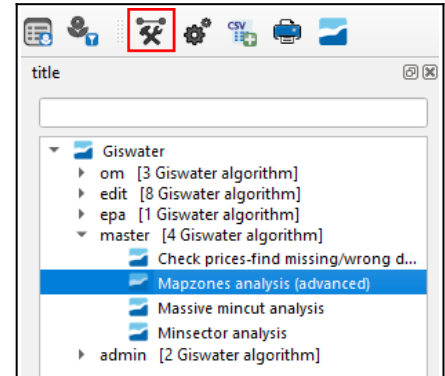 CSV
title
Giswater
om [3 Giswater algorithm]
edit [8 Giswater algorithm]
epa [1 Giswater algorithm]
master [4 Giswater algorithm]
Check prices-find missing/wrong d...
Mapzones analysis (advanced)
Massive mincut analysis
Minsector analysis
admin [2 Giswater algorithm]